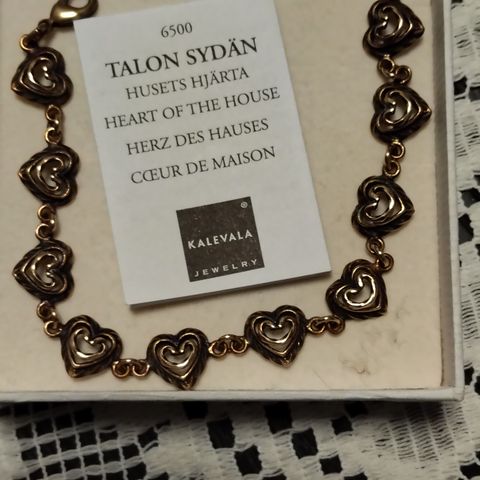 6500
TALON SYDÄN
HUSETS HJÄRTA
HEART OF THE HOUSE
HERZ DES HAUSES
CŒUR DE MAISON
®
KALEVALA
JEWELRY